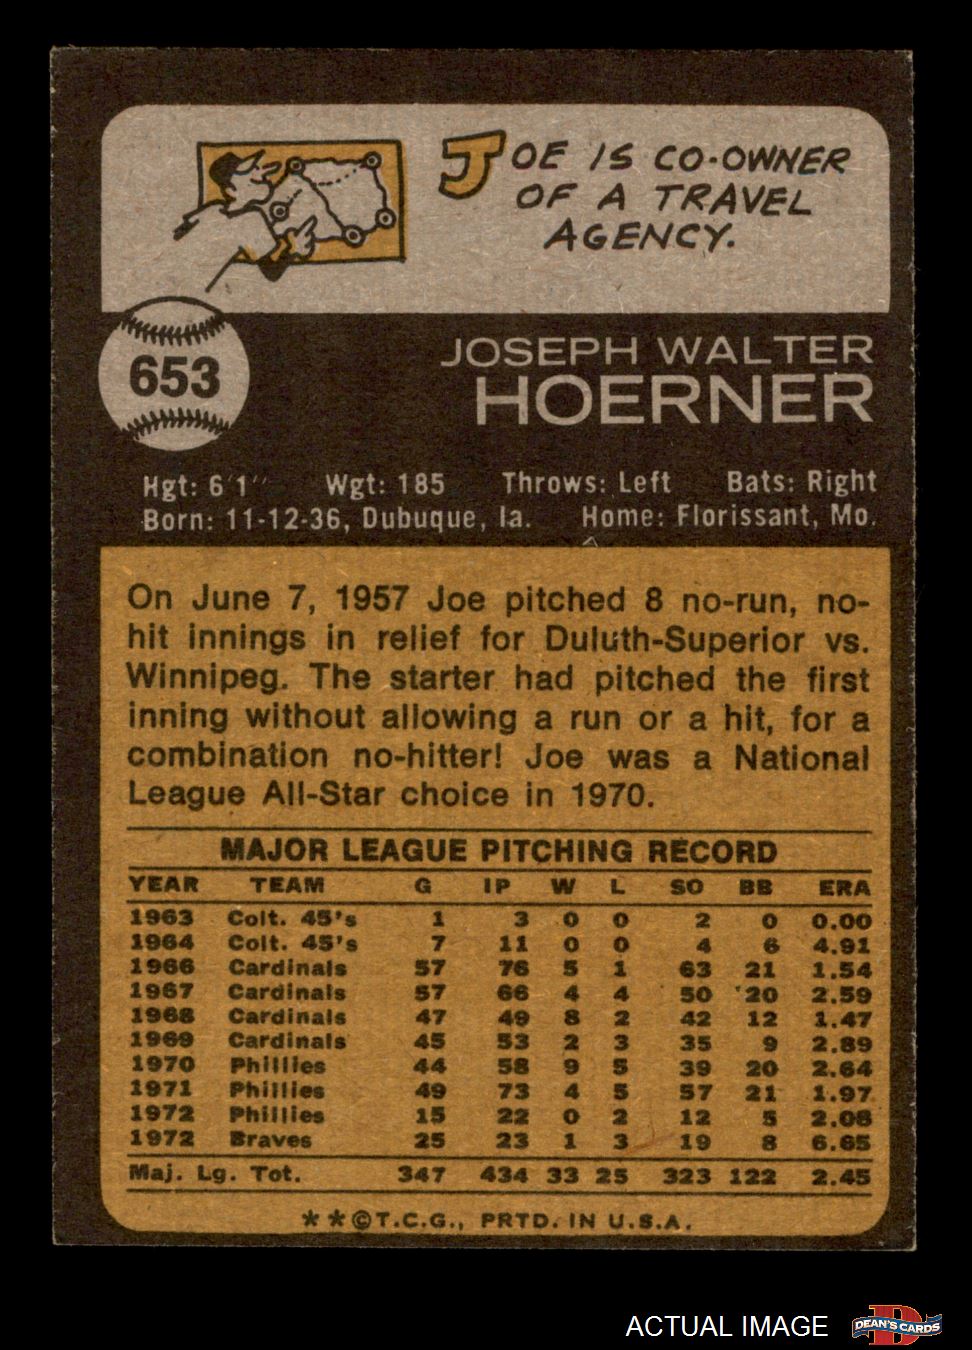 JOE IS CO-OWNER
OF A TRAVEL
AGENCY.
653
JOSEPH WALTER
HOERNER
Hgt: 6'1" Wgt: 185 Throws: Left Bats: Right
Born: 11-12-36, Dubuque, Ia. Home: Florissant, Mo.
On June 7, 1957 Joe pitched 8 no-run, no-
hit innings in relief for Duluth-Superior vs.
Winnipeg. The starter had pitched the first
inning without allowing a run or a hit, for a
combination no-hitter! Joe was a National
League All-Star choice in 1970.
MAJOR LEAGUE PITCHING RECORD
YEAR TEAM G IP W L SO BB ERA
1963 Colt. 45's 1 3 0 0 2 0 0.00
1964 Colt. 45's 7 11 0 0 4 6 4.91
1966 Cardinals 57 76 5 1 63 21 1.54
1967 Cardinals 57 66 4 4 50 20 2.59
1968 Cardinals 47 49 8 2 42 12 1.47
1969 Cardinals 45 53 2 3 35 9 2.89
1970 Phillies 44 58 9 5 39 20 2.64
1971 Phillies 49 73 4 5 57 21 1.97
1972 Phillies 15 22 0 2 12 5 2.08
1972 Braves 25 23 1 3 19 8 6.65
Maj. Lg. Tot. 347 434 33 25 323 122 2.45
**©T.C.G., PRTD. IN U.S.A.
ACTUAL IMAGE
D
DEAN'S CARDS